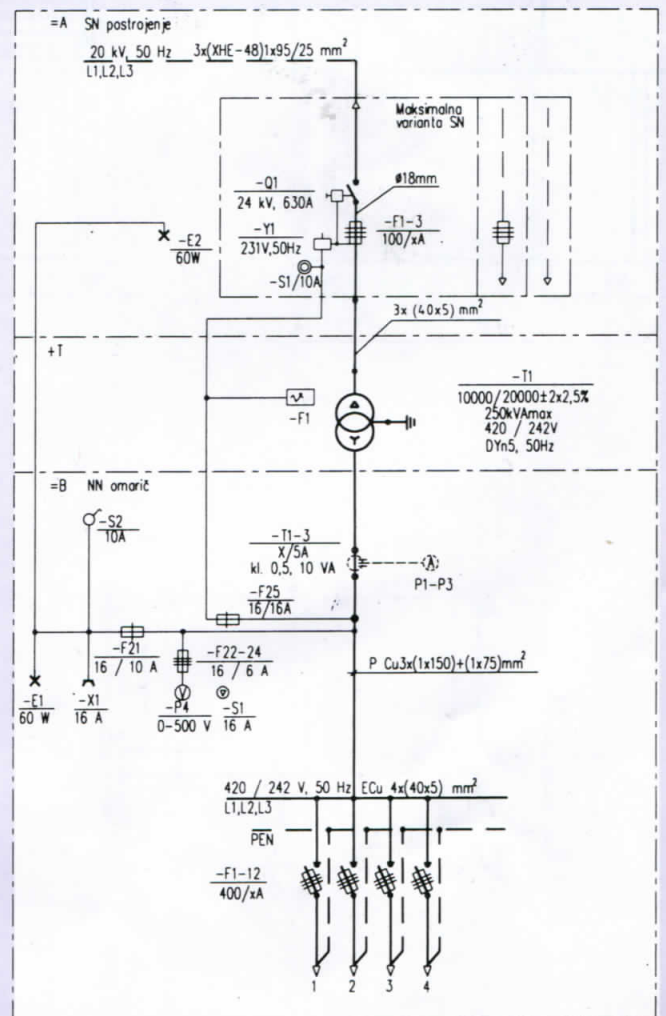 =A SN postrojenje
20 kV, 50 Hz 3x(XHE-48)1x95/25 mm²
L1,L2,L3
Maksimalna
varianta SN
-Q1
24 kV, 630A
ø18mm
-Y1
231V,50Hz
-F1-3
100/xA
-E2
60W
-S1/10A
3x (40x5) mm²
+T
-T1
10000/20000±2x2,5%
250kVAmax
420 / 242V
DYn5, 50Hz
-F1
=B NN omarič
-S2
10A
-T1-3
X/5A
kl. 0,5, 10 VA
A
P1-P3
-F25
16/16A
-F21
16 / 10 A
-F22-24
16 / 6 A
P Cu3x(1x150)+(1x75)mm²
V
-E1
60 W
-X1
16 A
-P4
0-500 V
-S1
16 A
420 / 242 V, 50 Hz ECu 4x(40x5) mm²
L1,L2,L3
PEN
-F1-12
400/xA
1 2 3 4